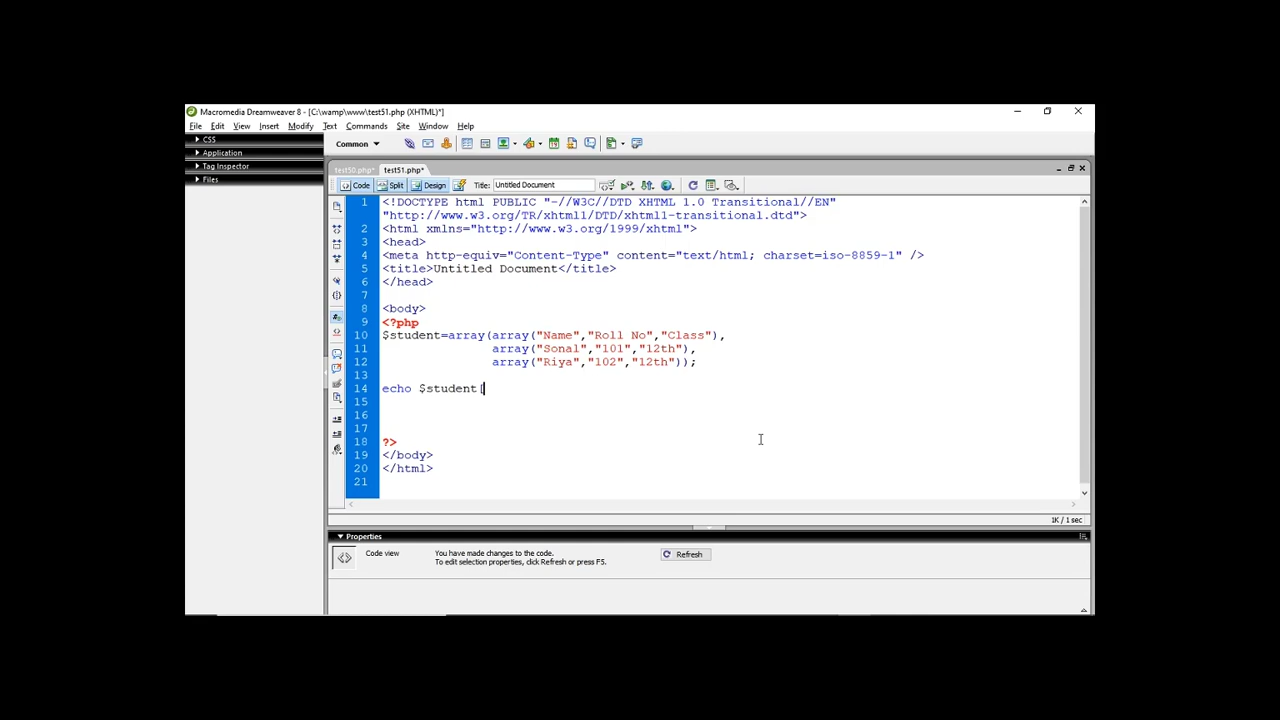 Macromedia Dreamweaver 8 - [C:\wamp\www\test51.php (XHTML)*]
File Edit View Insert Modify Text Commands Site Window Help
CSS
Application
Tag Inspector
Files
Common
test50.php* test51.php*
Code Split Design Title: Untitled Document
1 <!DOCTYPE html PUBLIC "-//W3C//DTD XHTML 1.0 Transitional//EN"
"http://www.w3.org/TR/xhtml1/DTD/xhtml1-transitional.dtd">
2 <html xmlns="http://www.w3.org/1999/xhtml">
3 <head>
4 <meta http-equiv="Content-Type" content="text/html; charset=iso-8859-1" />
5 <title>Untitled Document</title>
6 </head>
7
8 <body>
9 <?php
10 $student=array(array("Name","Roll No","Class"),
11 array("Sonal","101","12th"),
12 array("Riya","102","12th"));
13
14 echo $student[
15
16
17
18 ?>
19 </body>
20 </html>
21
1K / 1 sec
Properties
Code view You have made changes to the code. Refresh
To edit selection properties, click Refresh or press F5.